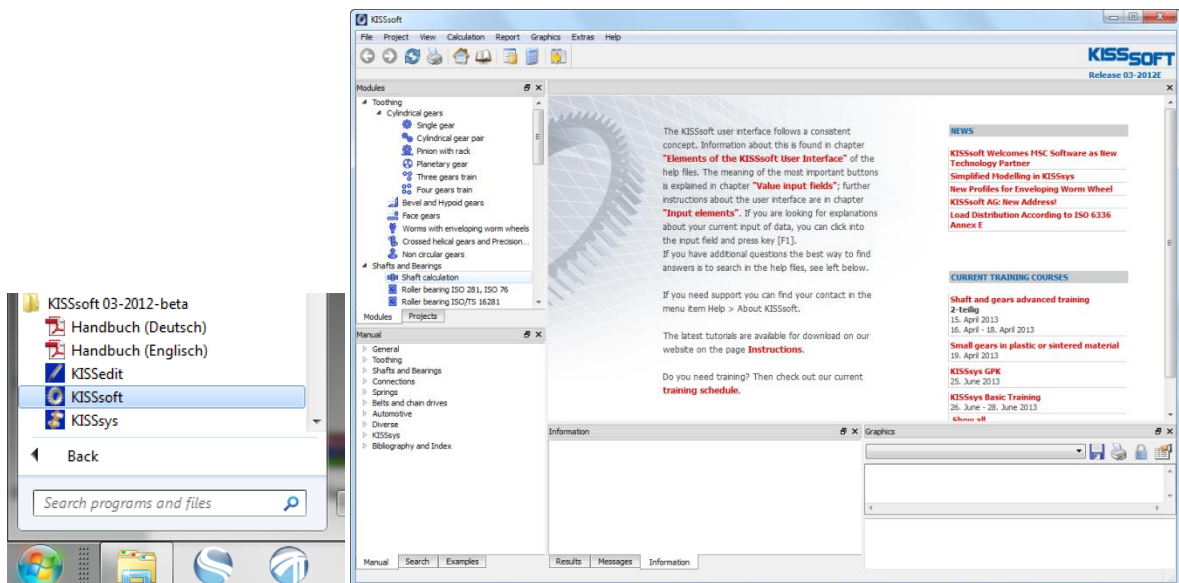 KISSsoft 03-2012-beta
Handbuch (Deutsch)
Handbuch (Englisch)
KISSedit
KISSsoft
KISSsys
Back
Search programs and files
KISSsoft
File Project View Calculation Report Graphics Extras Help
KISSSOFT
Release 03-2012E
Modules
Toothing
Cylindrical gears
Single gear
Cylindrical gear pair
Pinion with rack
Planetary gear
Three gears train
Four gears train
Bevel and Hypoid gears
Face gears
Worms with enveloping worm wheels
Crossed helical gears and Precision...
Non circular gears
Shafts and Bearings
Shaft calculation
Roller bearing ISO 281, ISO 76
Roller bearing ISO/TS 16281
Modules Projects
Manual
General
Toothing
Shafts and Bearings
Connections
Springs
Belts and chain drives
Automotive
Diverse
KISSsys
Bibliography and Index
Manual Search Examples
The KISSsoft user interface follows a consistent
concept. Information about this is found in chapter
"Elements of the KISSsoft User Interface" of the
help files. The meaning of the most important buttons
is explained in chapter "Value input fields"; further
instructions about the user interface are in chapter
"Input elements". If you are looking for explanations
about your current input of data, you can click into
the input field and press key [F1].
If you have additional questions the best way to find
answers is to search in the help files, see left below.
If you need support you can find your contact in the
menu item Help > About KISSsoft.
The latest tutorials are available for download on our
website on the page Instructions.
Do you need training? Then check out our current
training schedule.
NEWS
KISSsoft Welcomes MSC Software as New
Technology Partner
Simplified Modelling in KISSsys
New Profiles for Enveloping Worm Wheel
KISSsoft AG: New Address!
Load Distribution According to ISO 6336
Annex E
CURRENT TRAINING COURSES
Shaft and gears advanced training
2-teilig
15. April 2013
16. April - 18. April 2013
Small gears in plastic or sintered material
19. April 2013
KISSsys GPK
25. June 2013
KISSsys Basic Training
26. June - 28. June 2013
Show all
Information
Results Messages Information
Graphics